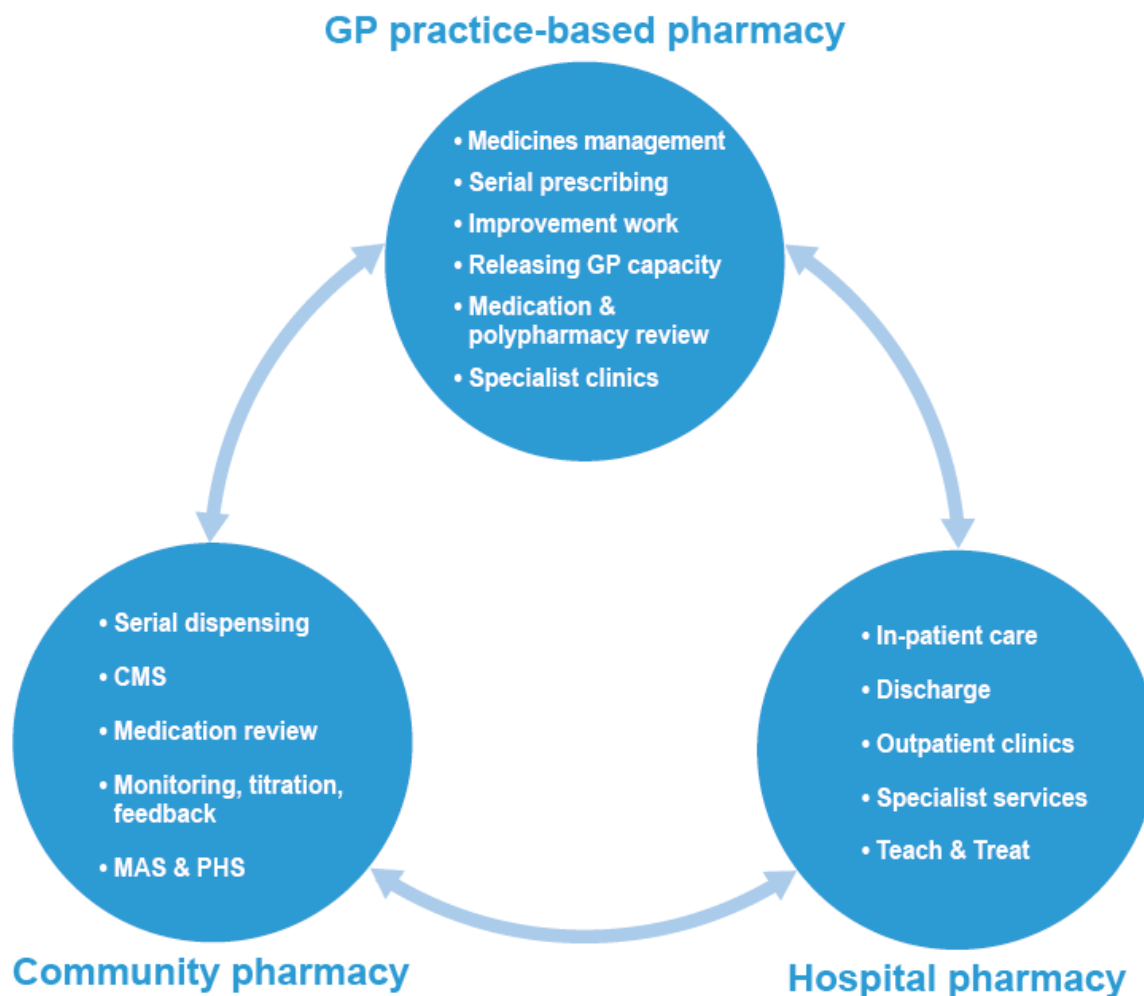 GP practice-based pharmacy
• Medicines management
• Serial prescribing
• Improvement work
• Releasing GP capacity
• Medication &
polypharmacy review
• Specialist clinics
• Serial dispensing
• CMS
• Medication review
• Monitoring, titration,
feedback
• MAS & PHS
Community pharmacy
• In-patient care
• Discharge
• Outpatient clinics
• Specialist services
• Teach & Treat
Hospital pharmacy